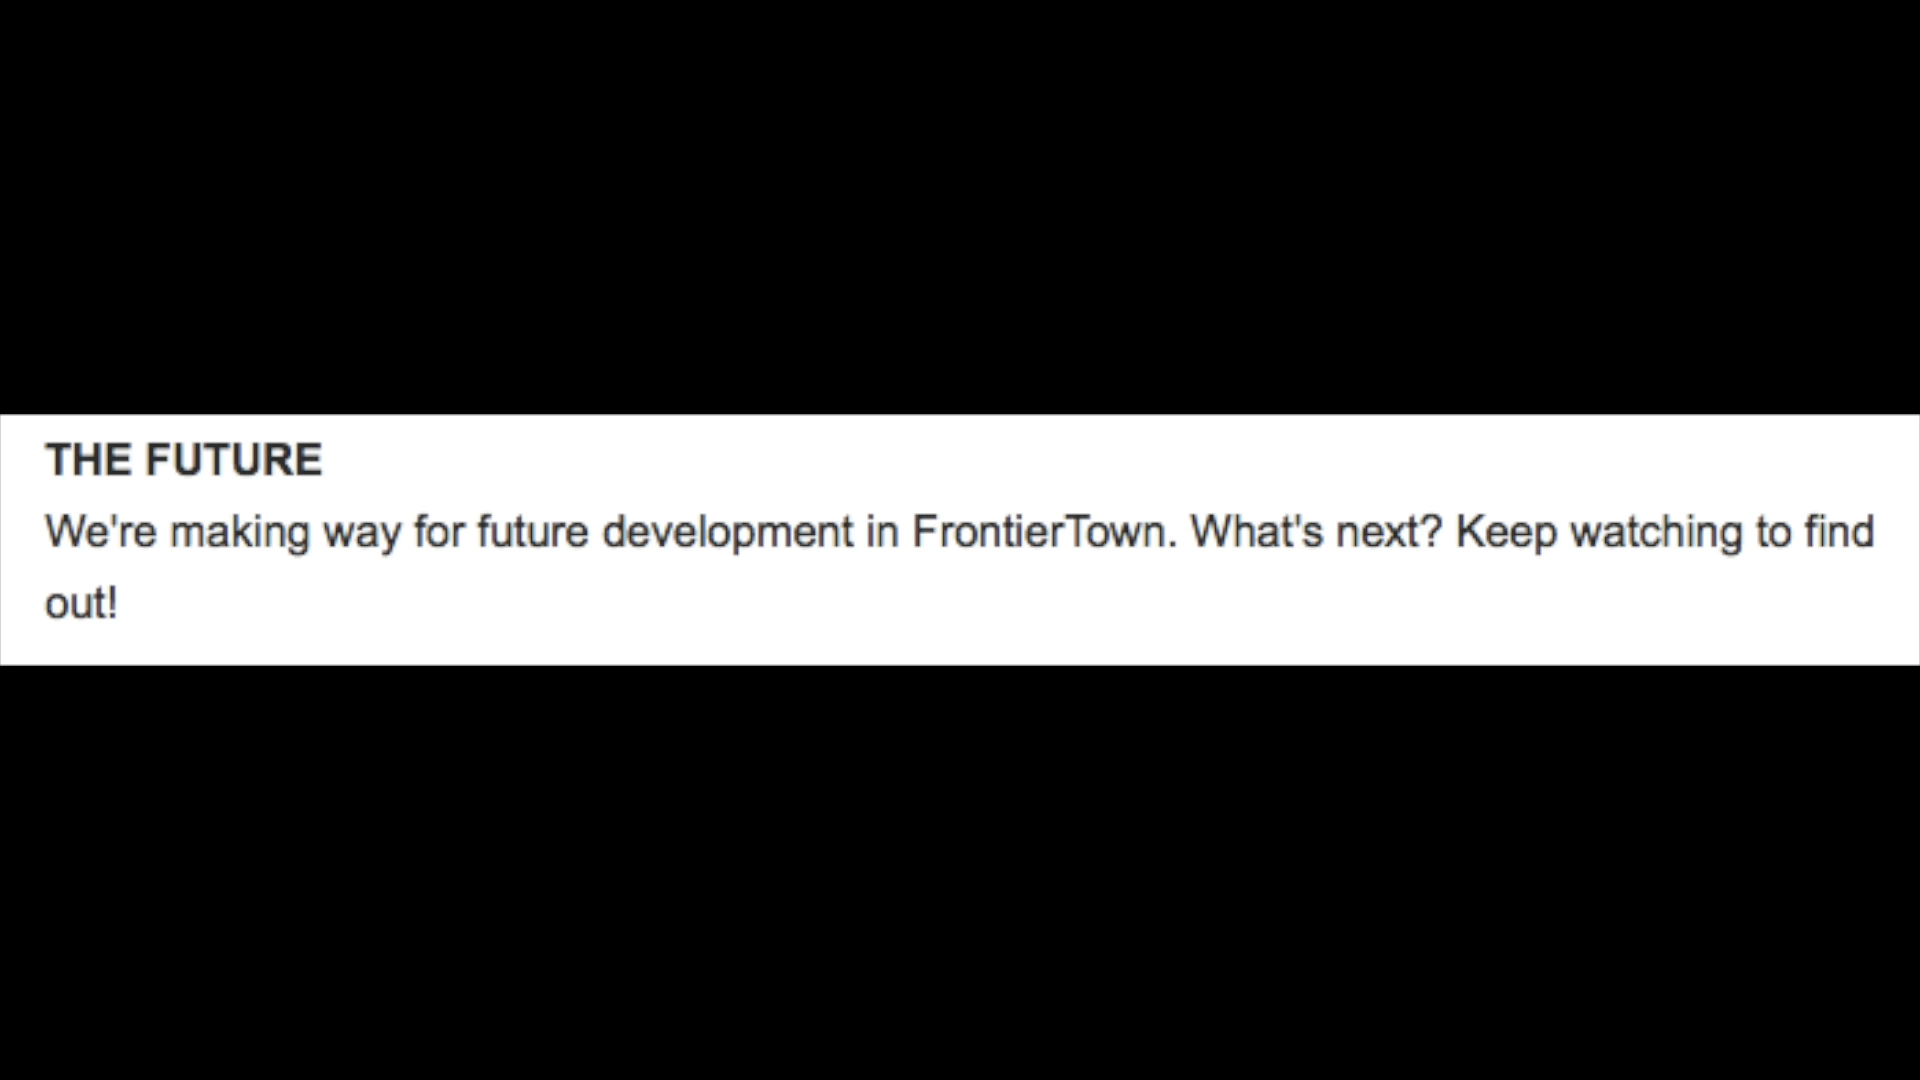 THE FUTURE
We're making way for future development in FrontierTown. What's next? Keep watching to find
out!